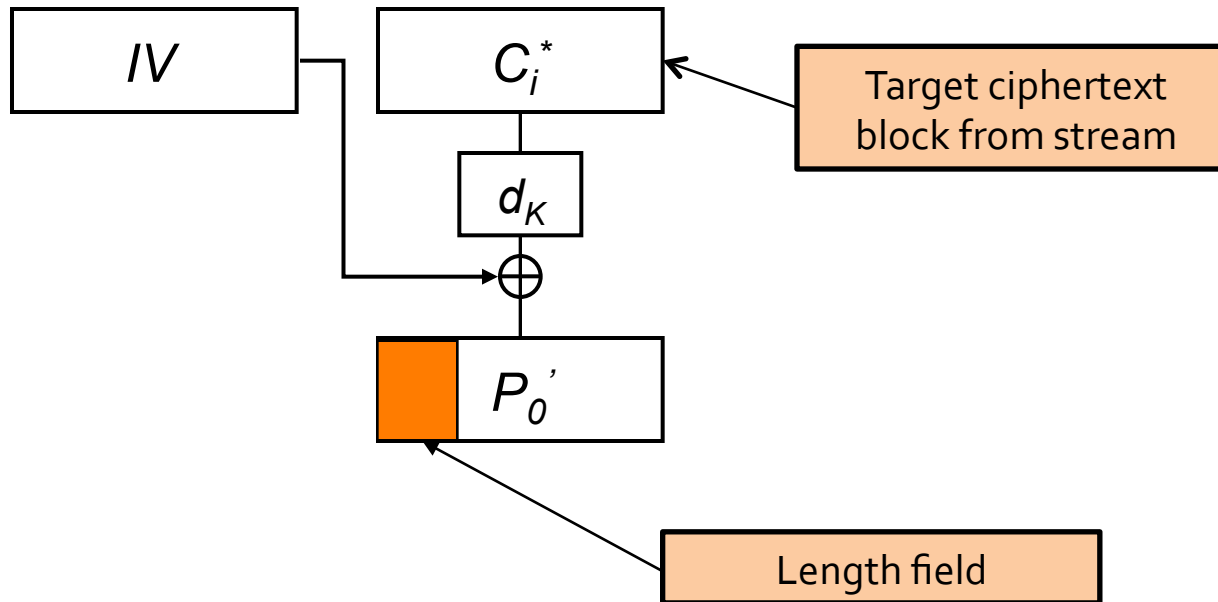 IV
C_i^*
Target ciphertext
block from stream
d_K
P_0'
Length field